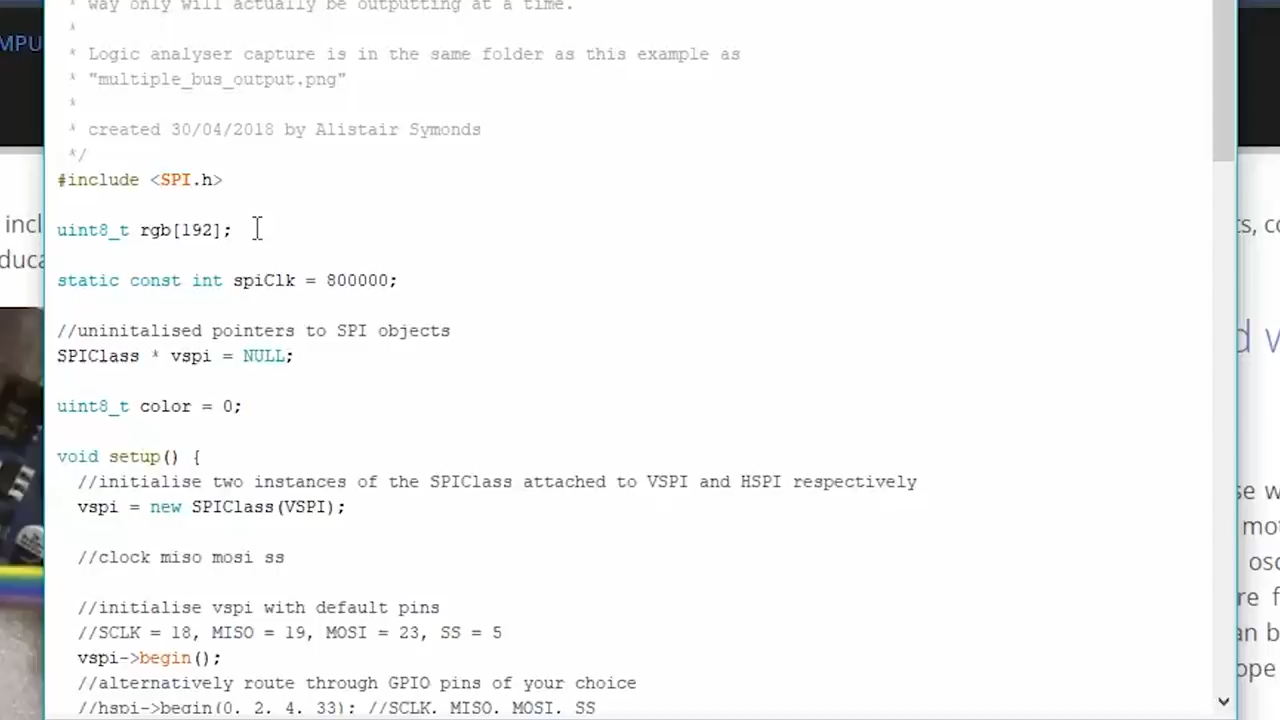 way only will actually be outputting at a time.
*
* Logic analyser capture is in the same folder as this example as
* "multiple_bus_output.png"
*
* created 30/04/2018 by Alistair Symonds
*/
#include <SPI.h>
uint8_t rgb[192];
static const int spiClk = 800000;
//uninitalised pointers to SPI objects
SPIClass * vspi = NULL;
uint8_t color = 0;
void setup() {
//initialise two instances of the SPIClass attached to VSPI and HSPI respectively
vspi = new SPIClass(VSPI);
//clock miso mosi ss
//initialise vspi with default pins
//SCLK = 18, MISO = 19, MOSI = 23, SS = 5
vspi->begin();
//alternatively route through GPIO pins of your choice
//hspi->begin(0, 2, 4, 33); //SCLK, MISO, MOSI, SS